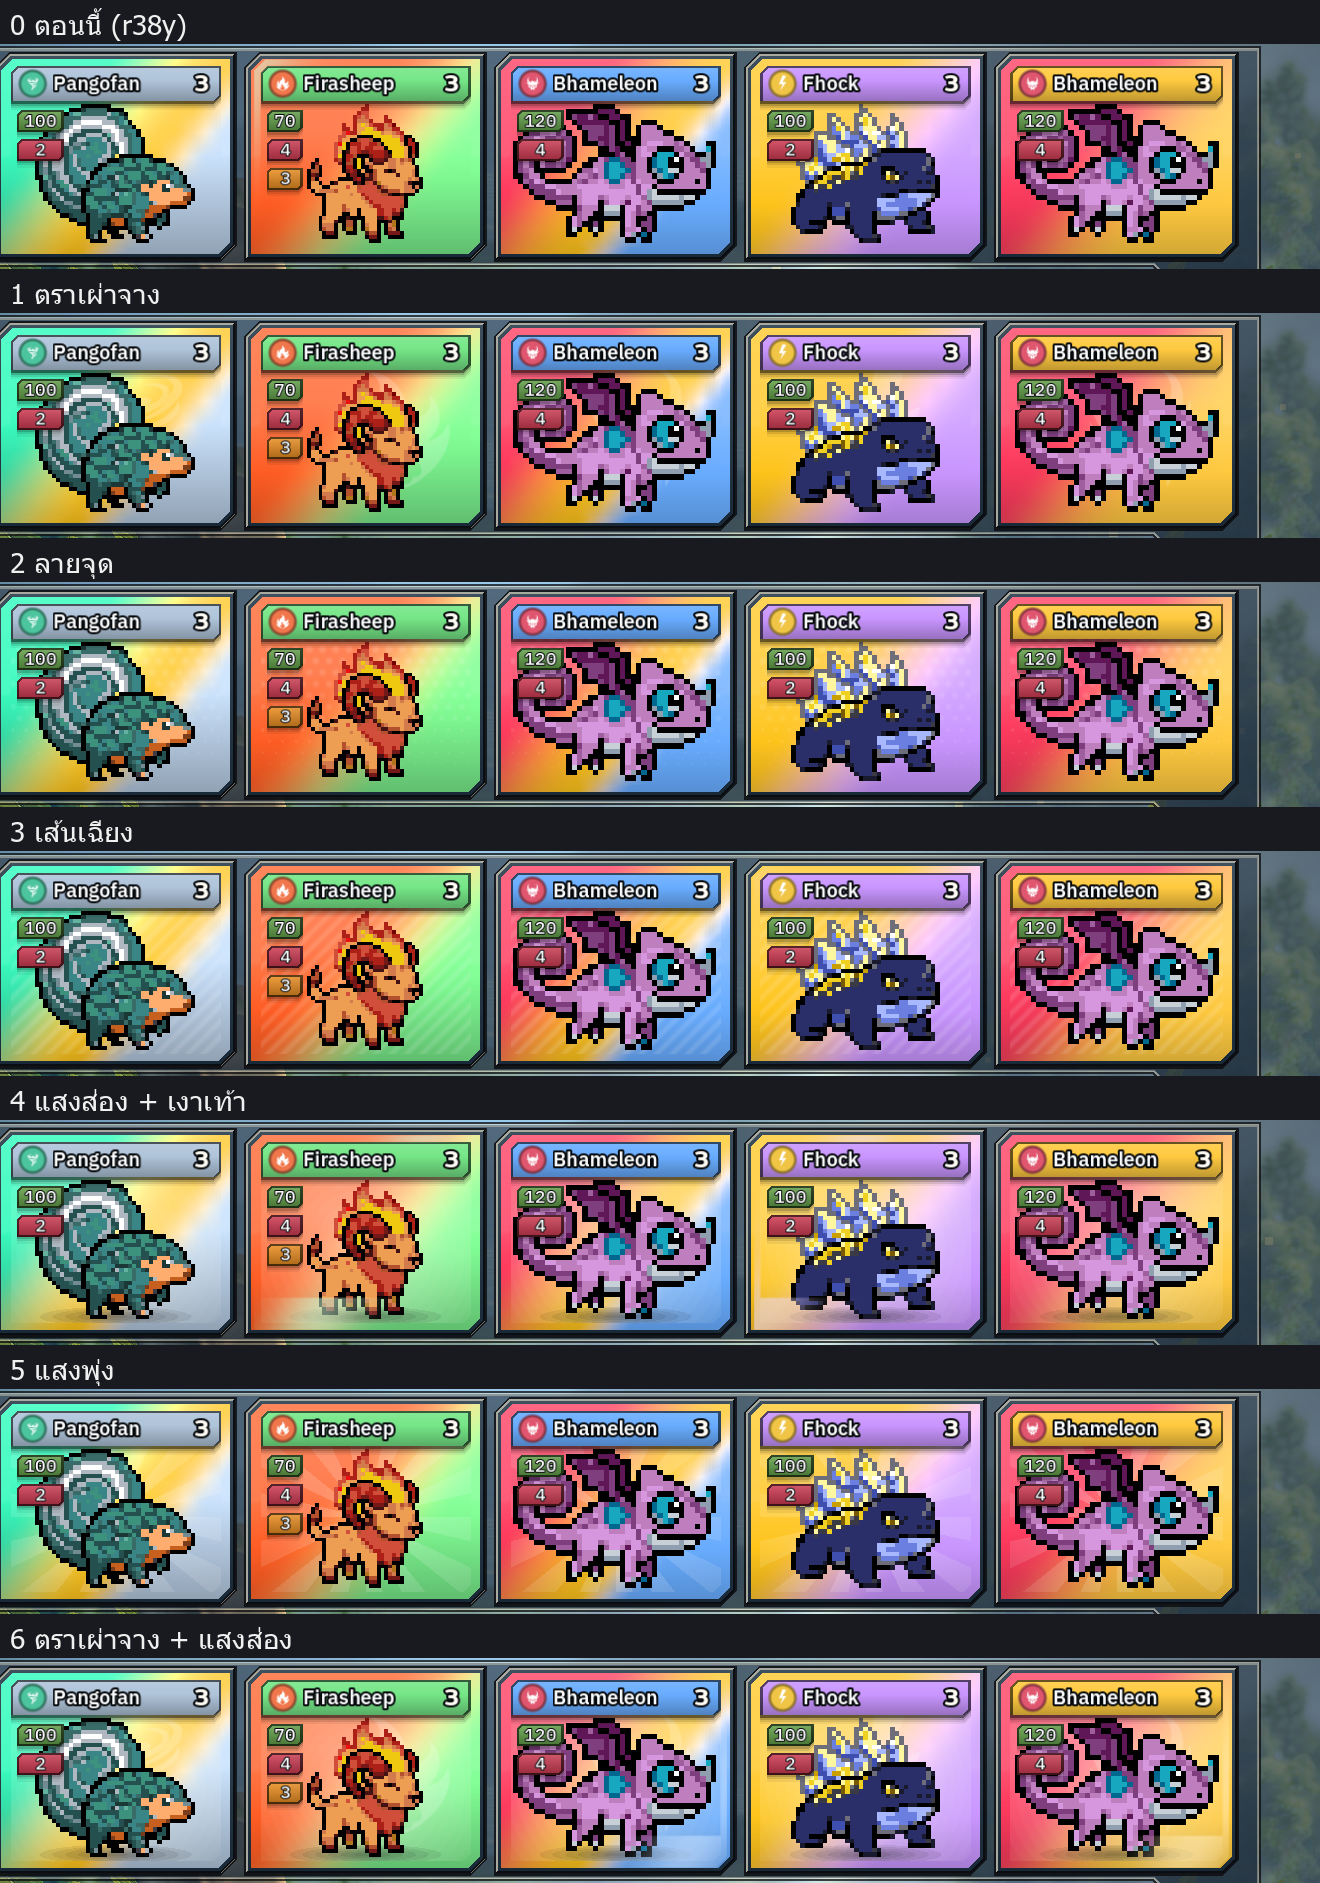 0 ตอนนี้ (r38y)
Pangofan 3 Firasheep 3 Bhameleon 3 Fhock 3 Bhameleon 3
100 70 120 100 120
2 4 4 2 4
3
1 ตราเผ่าจาง
Pangofan 3 Firasheep 3 Bhameleon 3 Fhock 3 Bhameleon 3
100 70 120 100 120
2 4 4 2 4
3
2 ลายจุด
Pangofan 3 Firasheep 3 Bhameleon 3 Fhock 3 Bhameleon 3
100 70 120 100 120
2 4 4 2 4
3
3 เส้นเฉียง
Pangofan 3 Firasheep 3 Bhameleon 3 Fhock 3 Bhameleon 3
100 70 120 100 120
2 4 4 2 4
3
4 แสงส่อง + เงาเท้า
Pangofan 3 Firasheep 3 Bhameleon 3 Fhock 3 Bhameleon 3
100 70 120 100 120
2 4 4 2 4
3
5 แสงพุ่ง
Pangofan 3 Firasheep 3 Bhameleon 3 Fhock 3 Bhameleon 3
100 70 120 100 120
2 4 4 2 4
3
6 ตราเผ่าจาง + แสงส่อง
Pangofan 3 Firasheep 3 Bhameleon 3 Fhock 3 Bhameleon 3
100 70 120 100 120
2 4 4 2 4
3